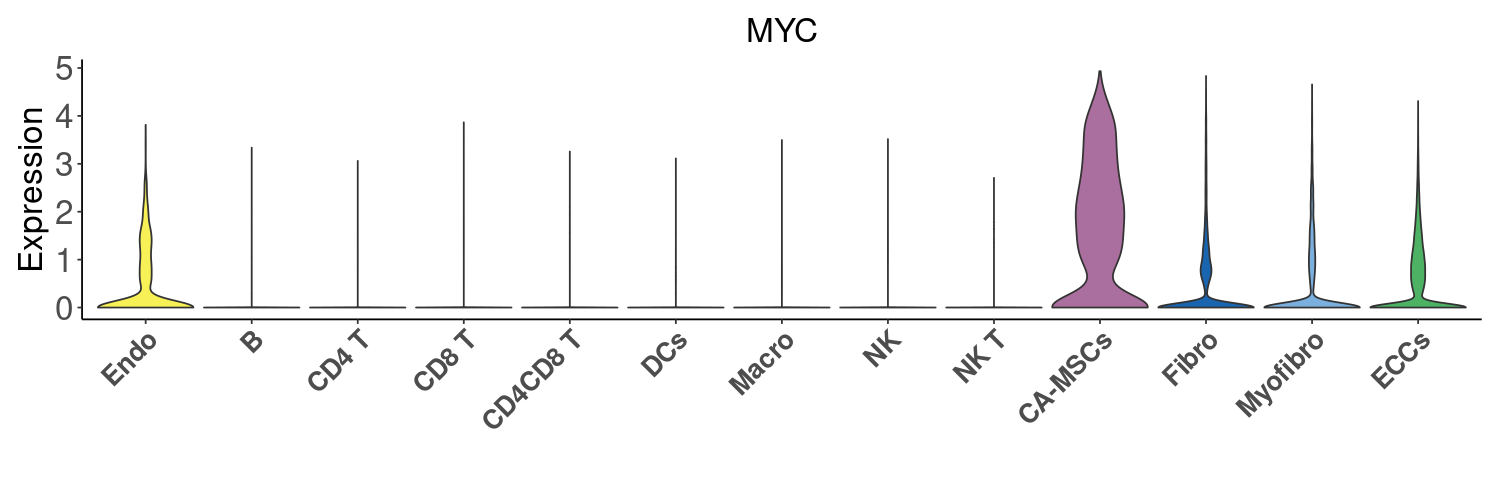 MYC
Expression
5
4
3
2
1
0
Endo
B
CD4 T
CD8 T
CD4CD8 T
DCs
Macro
NK
NK T
CA-MSCs
Fibro
Myofibro
ECCs